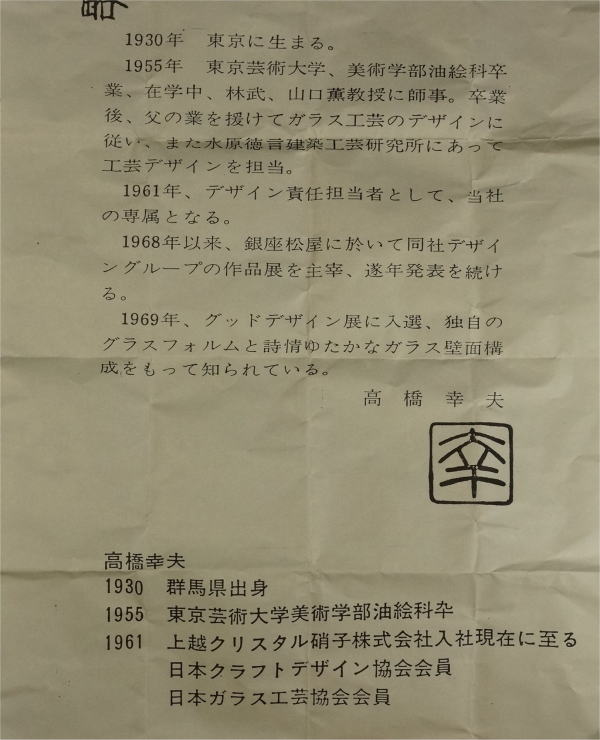 略
1930年 東京に生まる。
1955年 東京芸術大学、美術学部油絵科卒
業、在学中、林武、山口薫教授に師事。卒業
後、父の業を援けてガラス工芸のデザインに
従い、また水原徳言建築工芸研究所にあって
工芸デザインを担当。
1961年、デザイン責任担当者として、当社
の専属となる。
1968年以来、銀座松屋に於いて同社デザイ
ングループの作品展を主宰、遂年発表を続け
る。
1969年、グッドデザイン展に入選、独自の
グラスフォルムと詩情ゆたかなガラス壁面構
成をもって知られている。
高橋幸夫
幸
高橋幸夫
1930 群馬県出身
1955 東京芸術大学美術学部油絵科卆
1961 上越クリスタル硝子株式会社入社現在に至る
日本クラフトデザイン協会会員
日本ガラス工芸協会会員